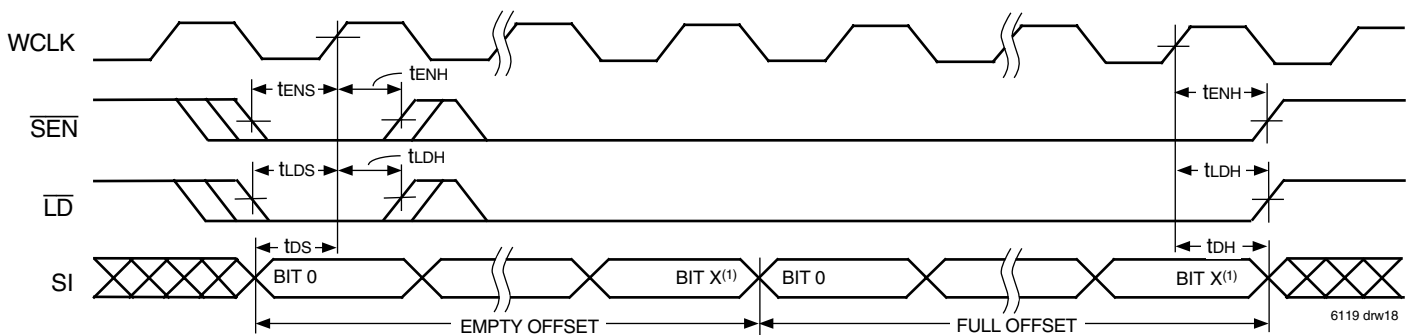 WCLK
tENS
tENH
tENH
SEN
tLDS
tLDH
tLDH
LD
tDS
tDH
SI
BIT 0
BIT X(1)
BIT 0
BIT X(1)
EMPTY OFFSET
FULL OFFSET
6119 drw18